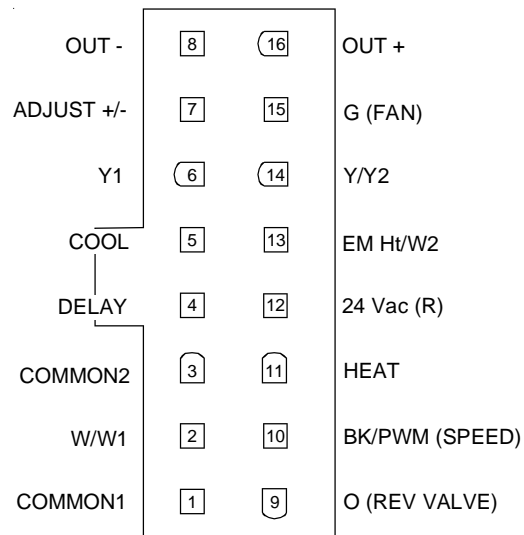 OUT - 8 16 OUT +
ADJUST +/- 7 15 G (FAN)
Y1 6 14 Y/Y2
COOL 5 13 EM Ht/W2
DELAY 4 12 24 Vac (R)
COMMON2 3 11 HEAT
W/W1 2 10 BK/PWM (SPEED)
COMMON1 1 9 O (REV VALVE)